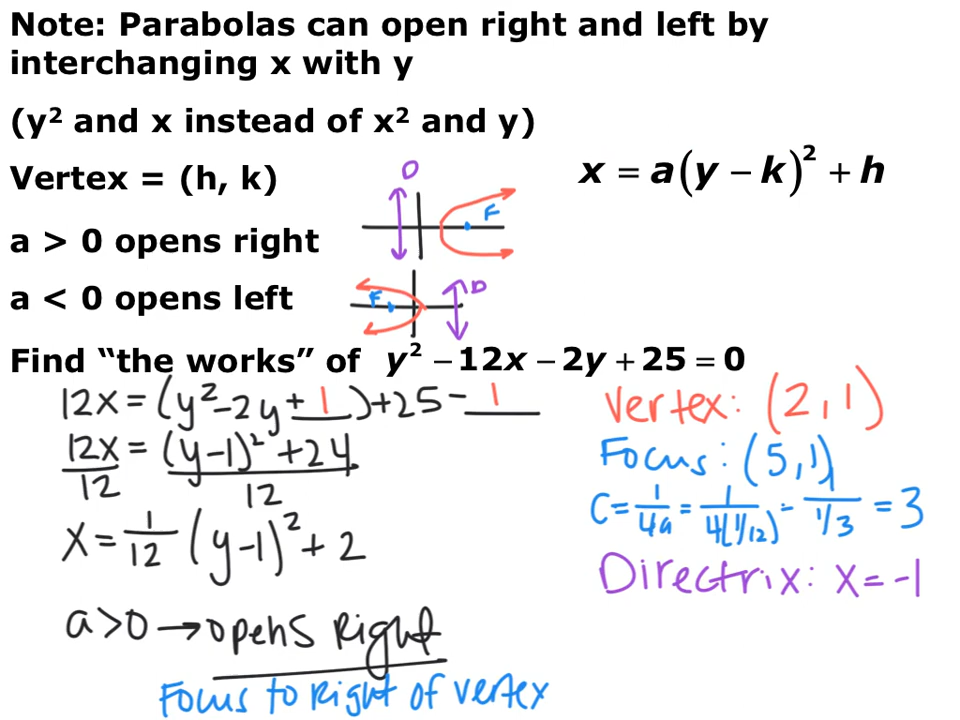 Note: Parabolas can open right and left by
interchanging x with y
(y² and x instead of x² and y)
Vertex = (h, k)
x = a(y − k)² + h
a > 0 opens right
a < 0 opens left
D
F
F
D
Find “the works” of y² − 12x − 2y + 25 = 0
12x = (y² - 2y + 1) + 25 - 1
12x/12 = ((y-1)² + 24)/12
x = 1/12 (y-1)² + 2
a>0 → opens Right
Focus to Right of vertex
Vertex: (2,1)
Focus: (5,1)
C = 1/4a = 1/4(1/12) = 1/1/3 = 3
Directrix: x = -1